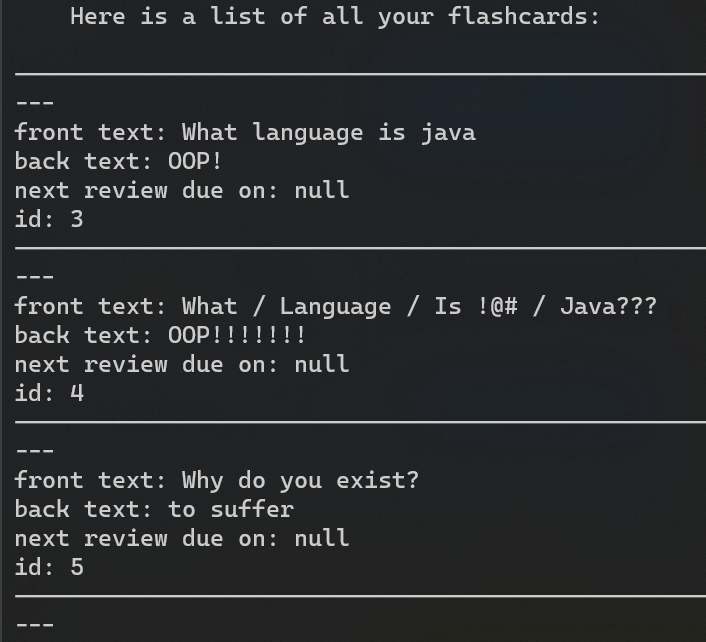 Here is a list of all your flashcards:
---
front text: What language is java
back text: OOP!
next review due on: null
id: 3
---
front text: What / Language / Is !@# / Java???
back text: OOP!!!!!!!
next review due on: null
id: 4
---
front text: Why do you exist?
back text: to suffer
next review due on: null
id: 5
---